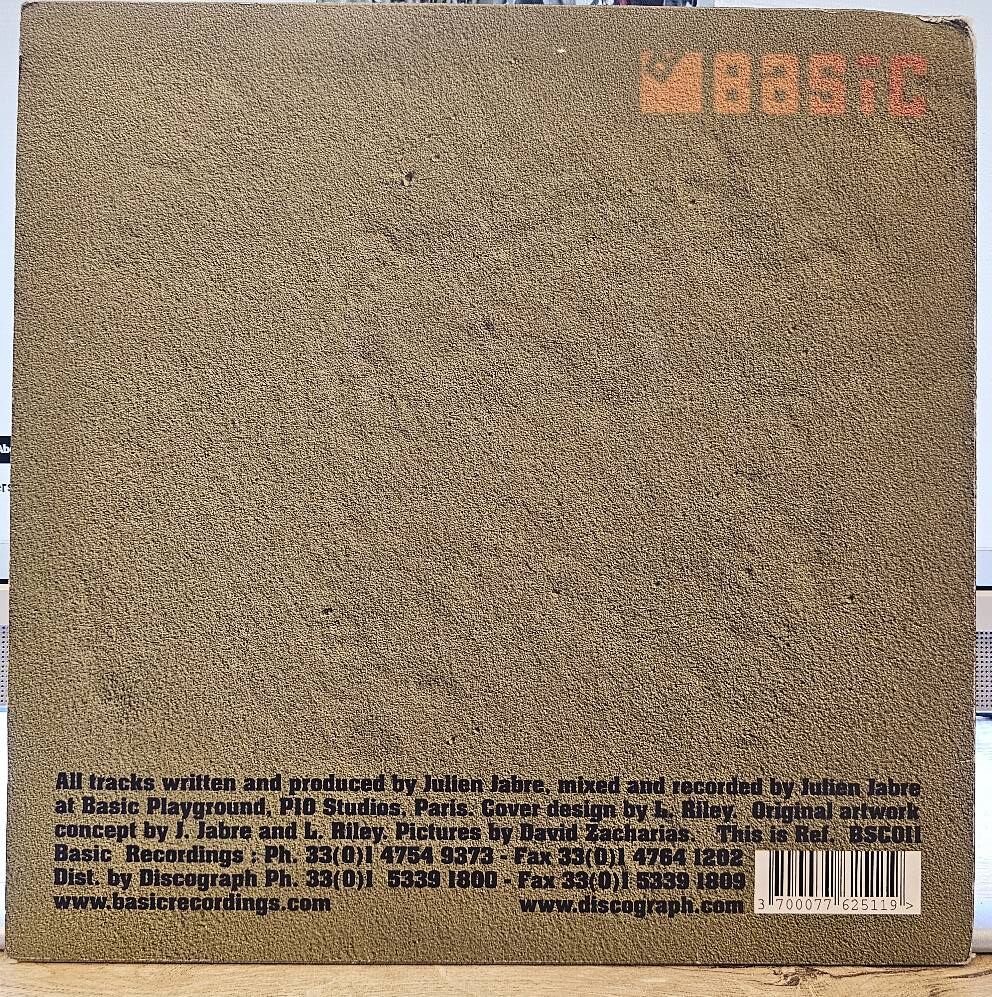 BASIC
All tracks written and produced by Julien Jabre, mixed and recorded by Julien Jabre
at Basic Playground, P10 Studios, Paris. Cover design by L. Riley. Original artwork
concept by J. Jabre and L. Riley. Pictures by David Zacharias. This is Ref. BSC011
Basic Recordings : Ph. 33(0)1 4754 9373 - Fax 33(0)1 4764 1202
Dist. by Discograph Ph. 33(0)1 5339 1800 - Fax 33(0)1 5339 1809
www.basicrecordings.com www.discograph.com
3 700077 625119 >